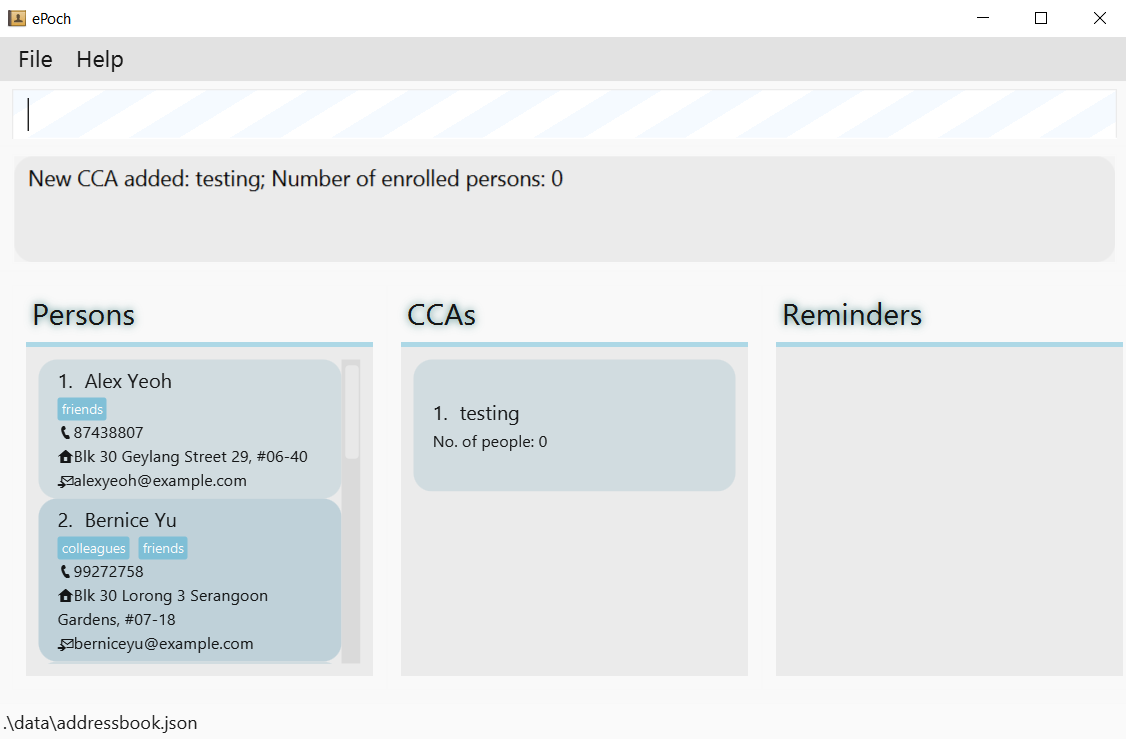 ePoch
File Help
New CCA added: testing; Number of enrolled persons: 0
Persons
1. Alex Yeoh
friends
87438807
Blk 30 Geylang Street 29, #06-40
alexyeoh@example.com
2. Bernice Yu
colleagues friends
99272758
Blk 30 Lorong 3 Serangoon
Gardens, #07-18
berniceyu@example.com
CCAs
1. testing
No. of people: 0
Reminders
.\data\addressbook.json